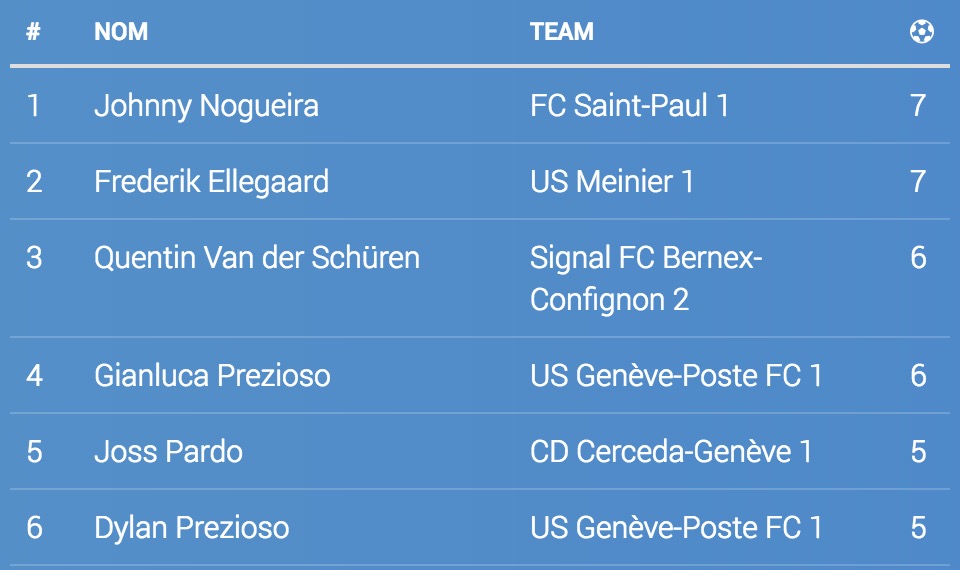 # NOM TEAM
1 Johnny Nogueira FC Saint-Paul 1 7
2 Frederik Ellegaard US Meinier 1 7
3 Quentin Van der Schüren Signal FC Bernex- 6
Confignon 2
4 Gianluca Prezioso US Genève-Poste FC 1 6
5 Joss Pardo CD Cerceda-Genève 1 5
6 Dylan Prezioso US Genève-Poste FC 1 5